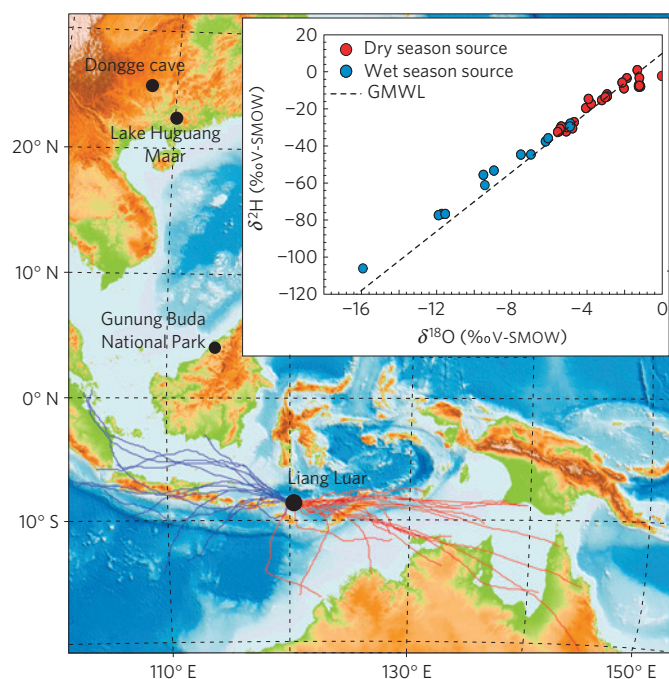 Dongge cave
Lake Huguang
Maar
20° N
10° N
Gunung Buda
National Park
0° N
Liang Luar
10° S
110° E
130° E
150° E
Dry season source
Wet season source
GMWL
20
0
−20
−40
−60
−80
−100
−120
δ²H (‰V-SMOW)
−16
−12
−8
−4
0
δ¹⁸O (‰V-SMOW)